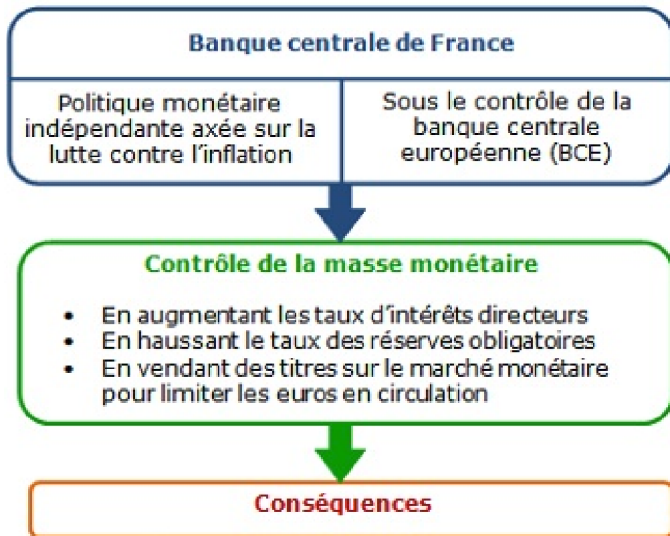 Banque centrale de France
Politique monétaire
indépendante axée sur la
lutte contre l'inflation
Sous le contrôle de la
banque centrale
européenne (BCE)
Contrôle de la masse monétaire
• En augmentant les taux d'intérêts directeurs
• En haussant le taux des réserves obligatoires
• En vendant des titres sur le marché monétaire
pour limiter les euros en circulation
Conséquences